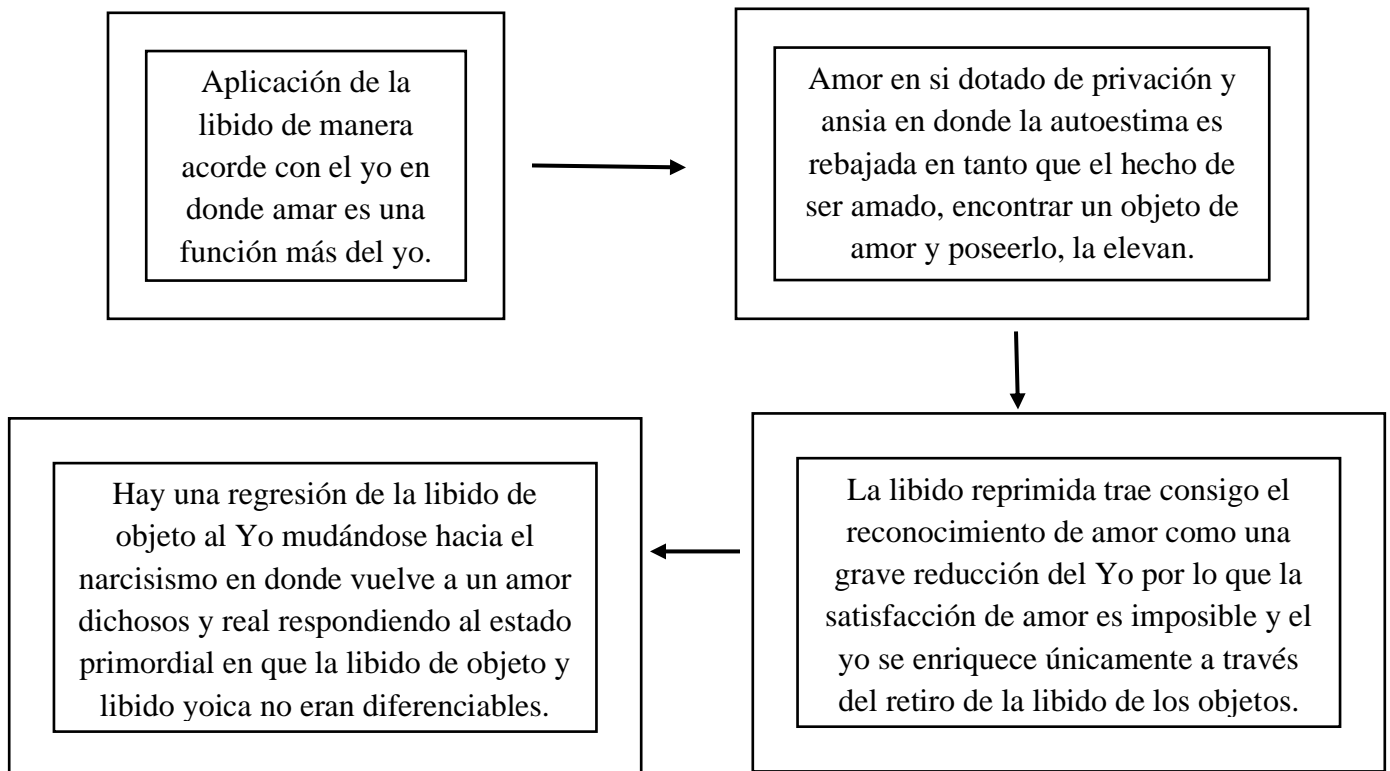 Aplicación de la
libido de manera
acorde con el yo en
donde amar es una
función más del yo.
Amor en si dotado de privación y
ansia en donde la autoestima es
rebajada en tanto que el hecho de
ser amado, encontrar un objeto de
amor y poseerlo, la elevan.
La libido reprimida trae consigo el
reconocimiento de amor como una
grave reducción del Yo por lo que la
satisfacción de amor es imposible y el
yo se enriquece únicamente a través
del retiro de la libido de los objetos.
Hay una regresión de la libido de
objeto al Yo mudándose hacia el
narcisismo en donde vuelve a un amor
dichosos y real respondiendo al estado
primordial en que la libido de objeto y
libido yoica no eran diferenciables.